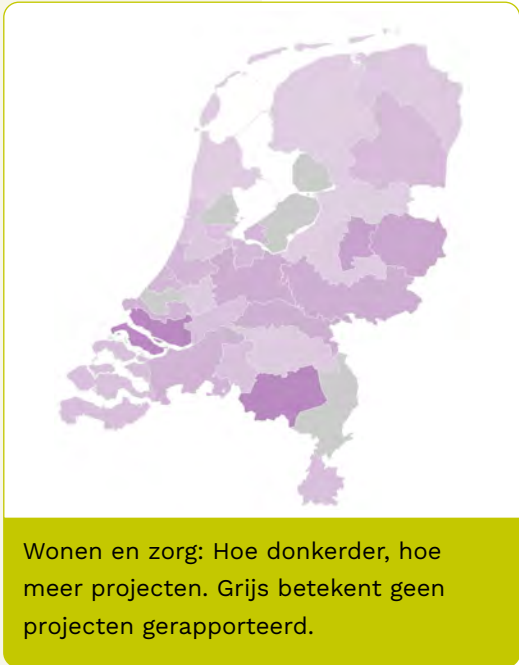 Wonen en zorg: Hoe donkerder, hoe
meer projecten. Grijs betekent geen
projecten gerapporteerd.